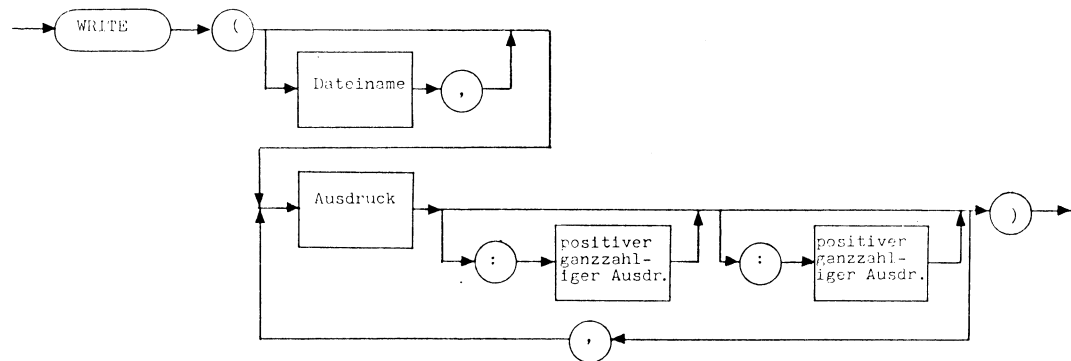 WRITE
(
Dateiname
,
Ausdruck
:
positiver
ganzzahl-
iger Ausdr.
:
positiver
ganzzahl-
iger Ausdr.
)
,